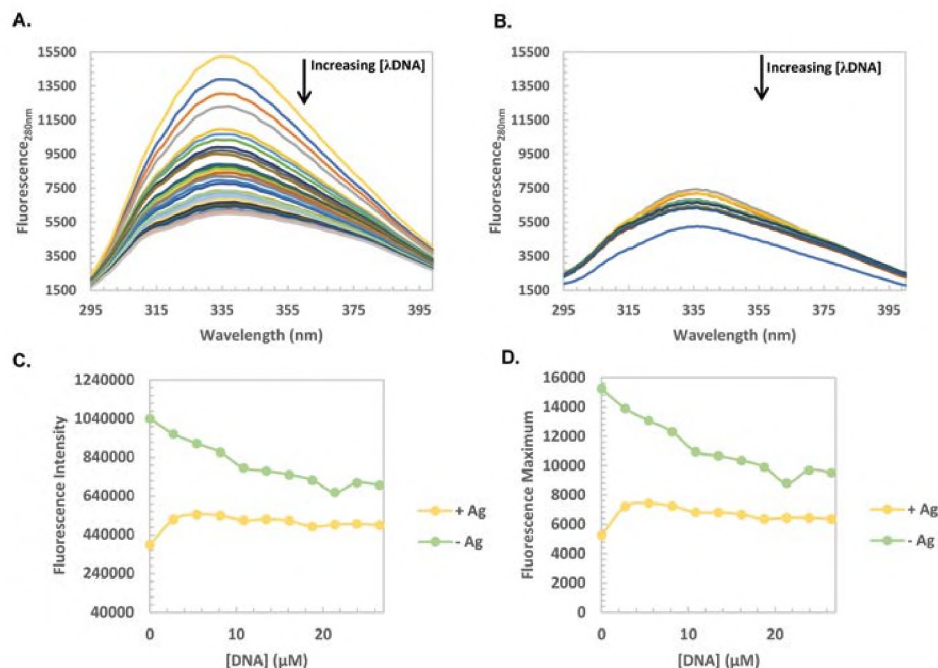 A.
15500
13500
11500
9500
7500
5500
3500
1500
Fluorescence280nm
Increasing [λDNA]
295 315 335 355 375 395
Wavelength (nm)
B.
15500
13500
11500
9500
7500
5500
3500
1500
Fluorescence280nm
Increasing [λDNA]
295 315 335 355 375 395
Wavelength (nm)
C.
1240000
1040000
840000
640000
440000
240000
40000
Fluorescence Intensity
0 10 20
[DNA] (µM)
+ Ag
- Ag
D.
16000
14000
12000
10000
8000
6000
4000
2000
0
Fluorescence Maximum
0 10 20
[DNA] (µM)
+ Ag
- Ag